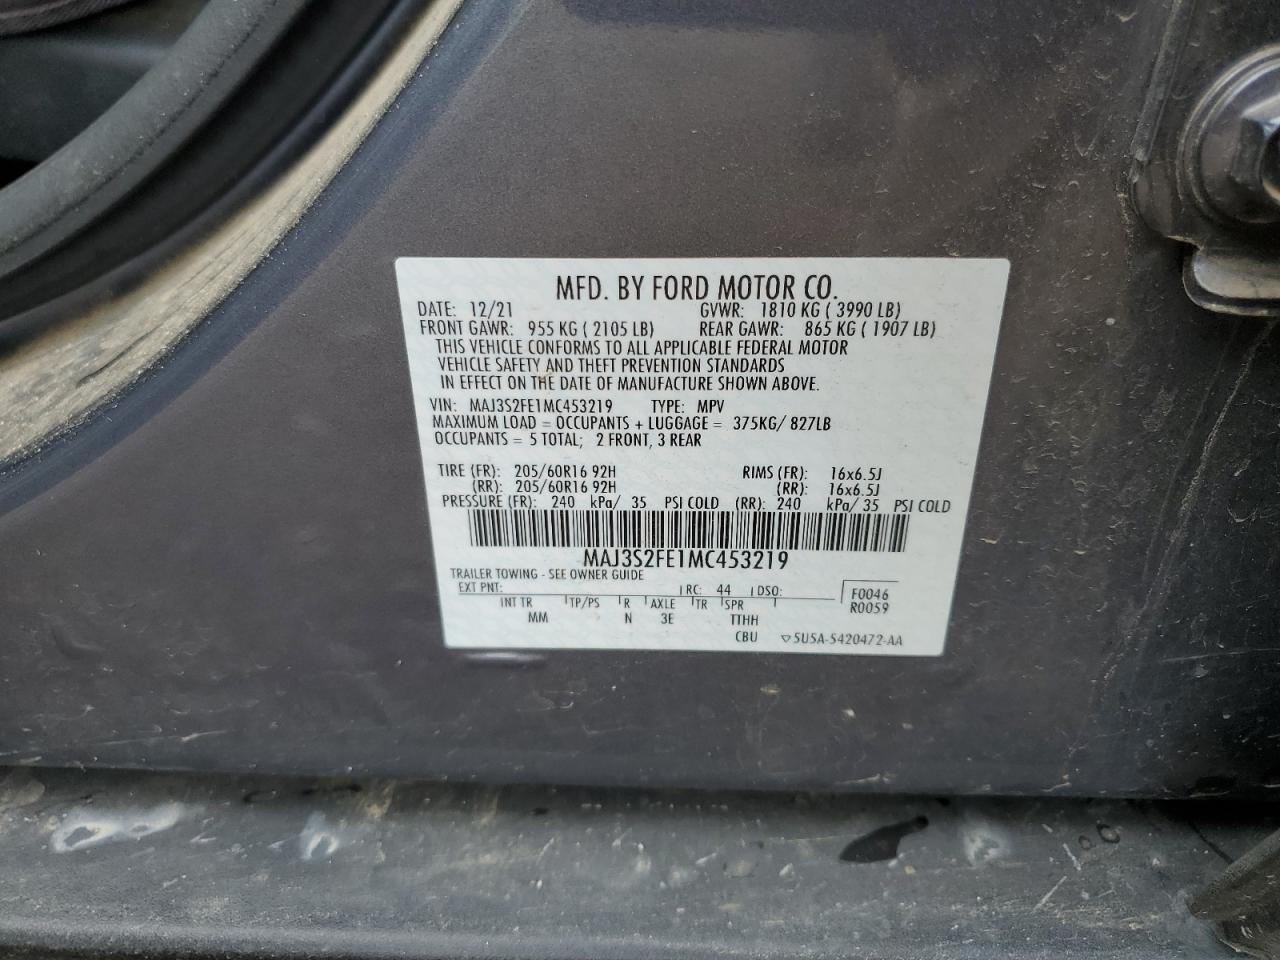 MFD. BY FORD MOTOR CO.
DATE: 12/21 GVWR: 1810 KG ( 3990 LB)
FRONT GAWR: 955 KG ( 2105 LB) REAR GAWR: 865 KG ( 1907 LB)
THIS VEHICLE CONFORMS TO ALL APPLICABLE FEDERAL MOTOR
VEHICLE SAFETY AND THEFT PREVENTION STANDARDS
IN EFFECT ON THE DATE OF MANUFACTURE SHOWN ABOVE.
VIN: MAJ3S2FE1MC453219 TYPE: MPV
MAXIMUM LOAD = OCCUPANTS + LUGGAGE = 375KG/ 827LB
OCCUPANTS = 5 TOTAL; 2 FRONT, 3 REAR
TIRE (FR): 205/60R16 92H RIMS (FR): 16x6.5J
(RR): 205/60R16 92H (RR): 16x6.5J
PRESSURE (FR): 240 kPa/ 35 PSI COLD (RR): 240 kPa/ 35 PSI COLD
MAJ3S2FE1MC453219
TRAILER TOWING - SEE OWNER GUIDE
EXT PNT: RC: 44 DSO: F0046
INT TR TP/PS R AXLE TR SPR R0059
MM N 3E TTHH
CBU ▽5U5A-5420472-AA